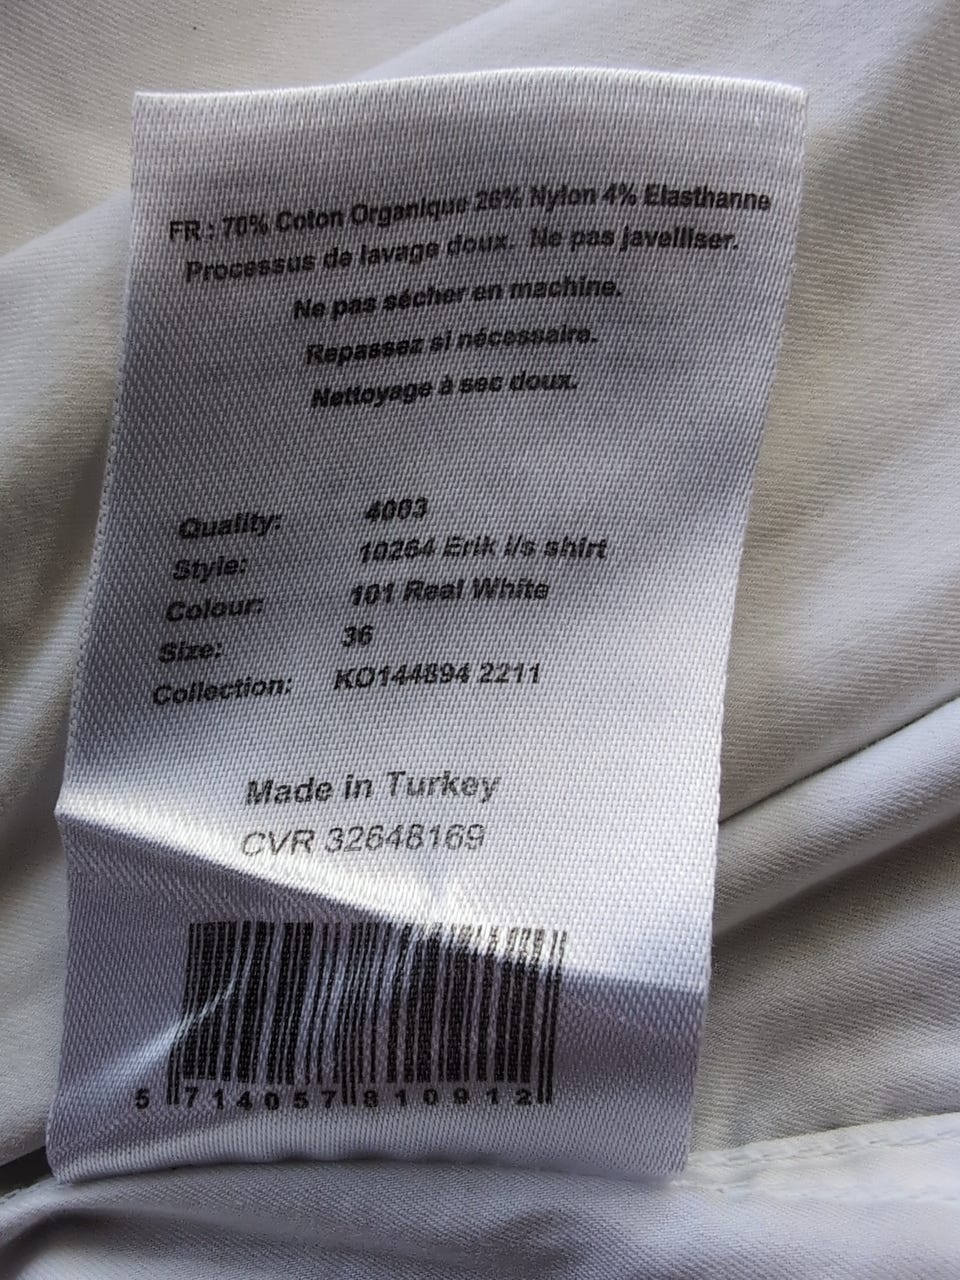 FR : 70% Coton Organique 26% Nylon 4% Elasthanne
Processus de lavage doux. Ne pas javelliser.
Ne pas sécher en machine.
Repassez si nécessaire.
Nettoyage à sec doux.
Quality: 4003
Style: 10264 Erik l/s shirt
Colour: 101 Real White
Size: 36
Collection: KO144894 2211
Made in Turkey
CVR 32648169
5 714057 810912